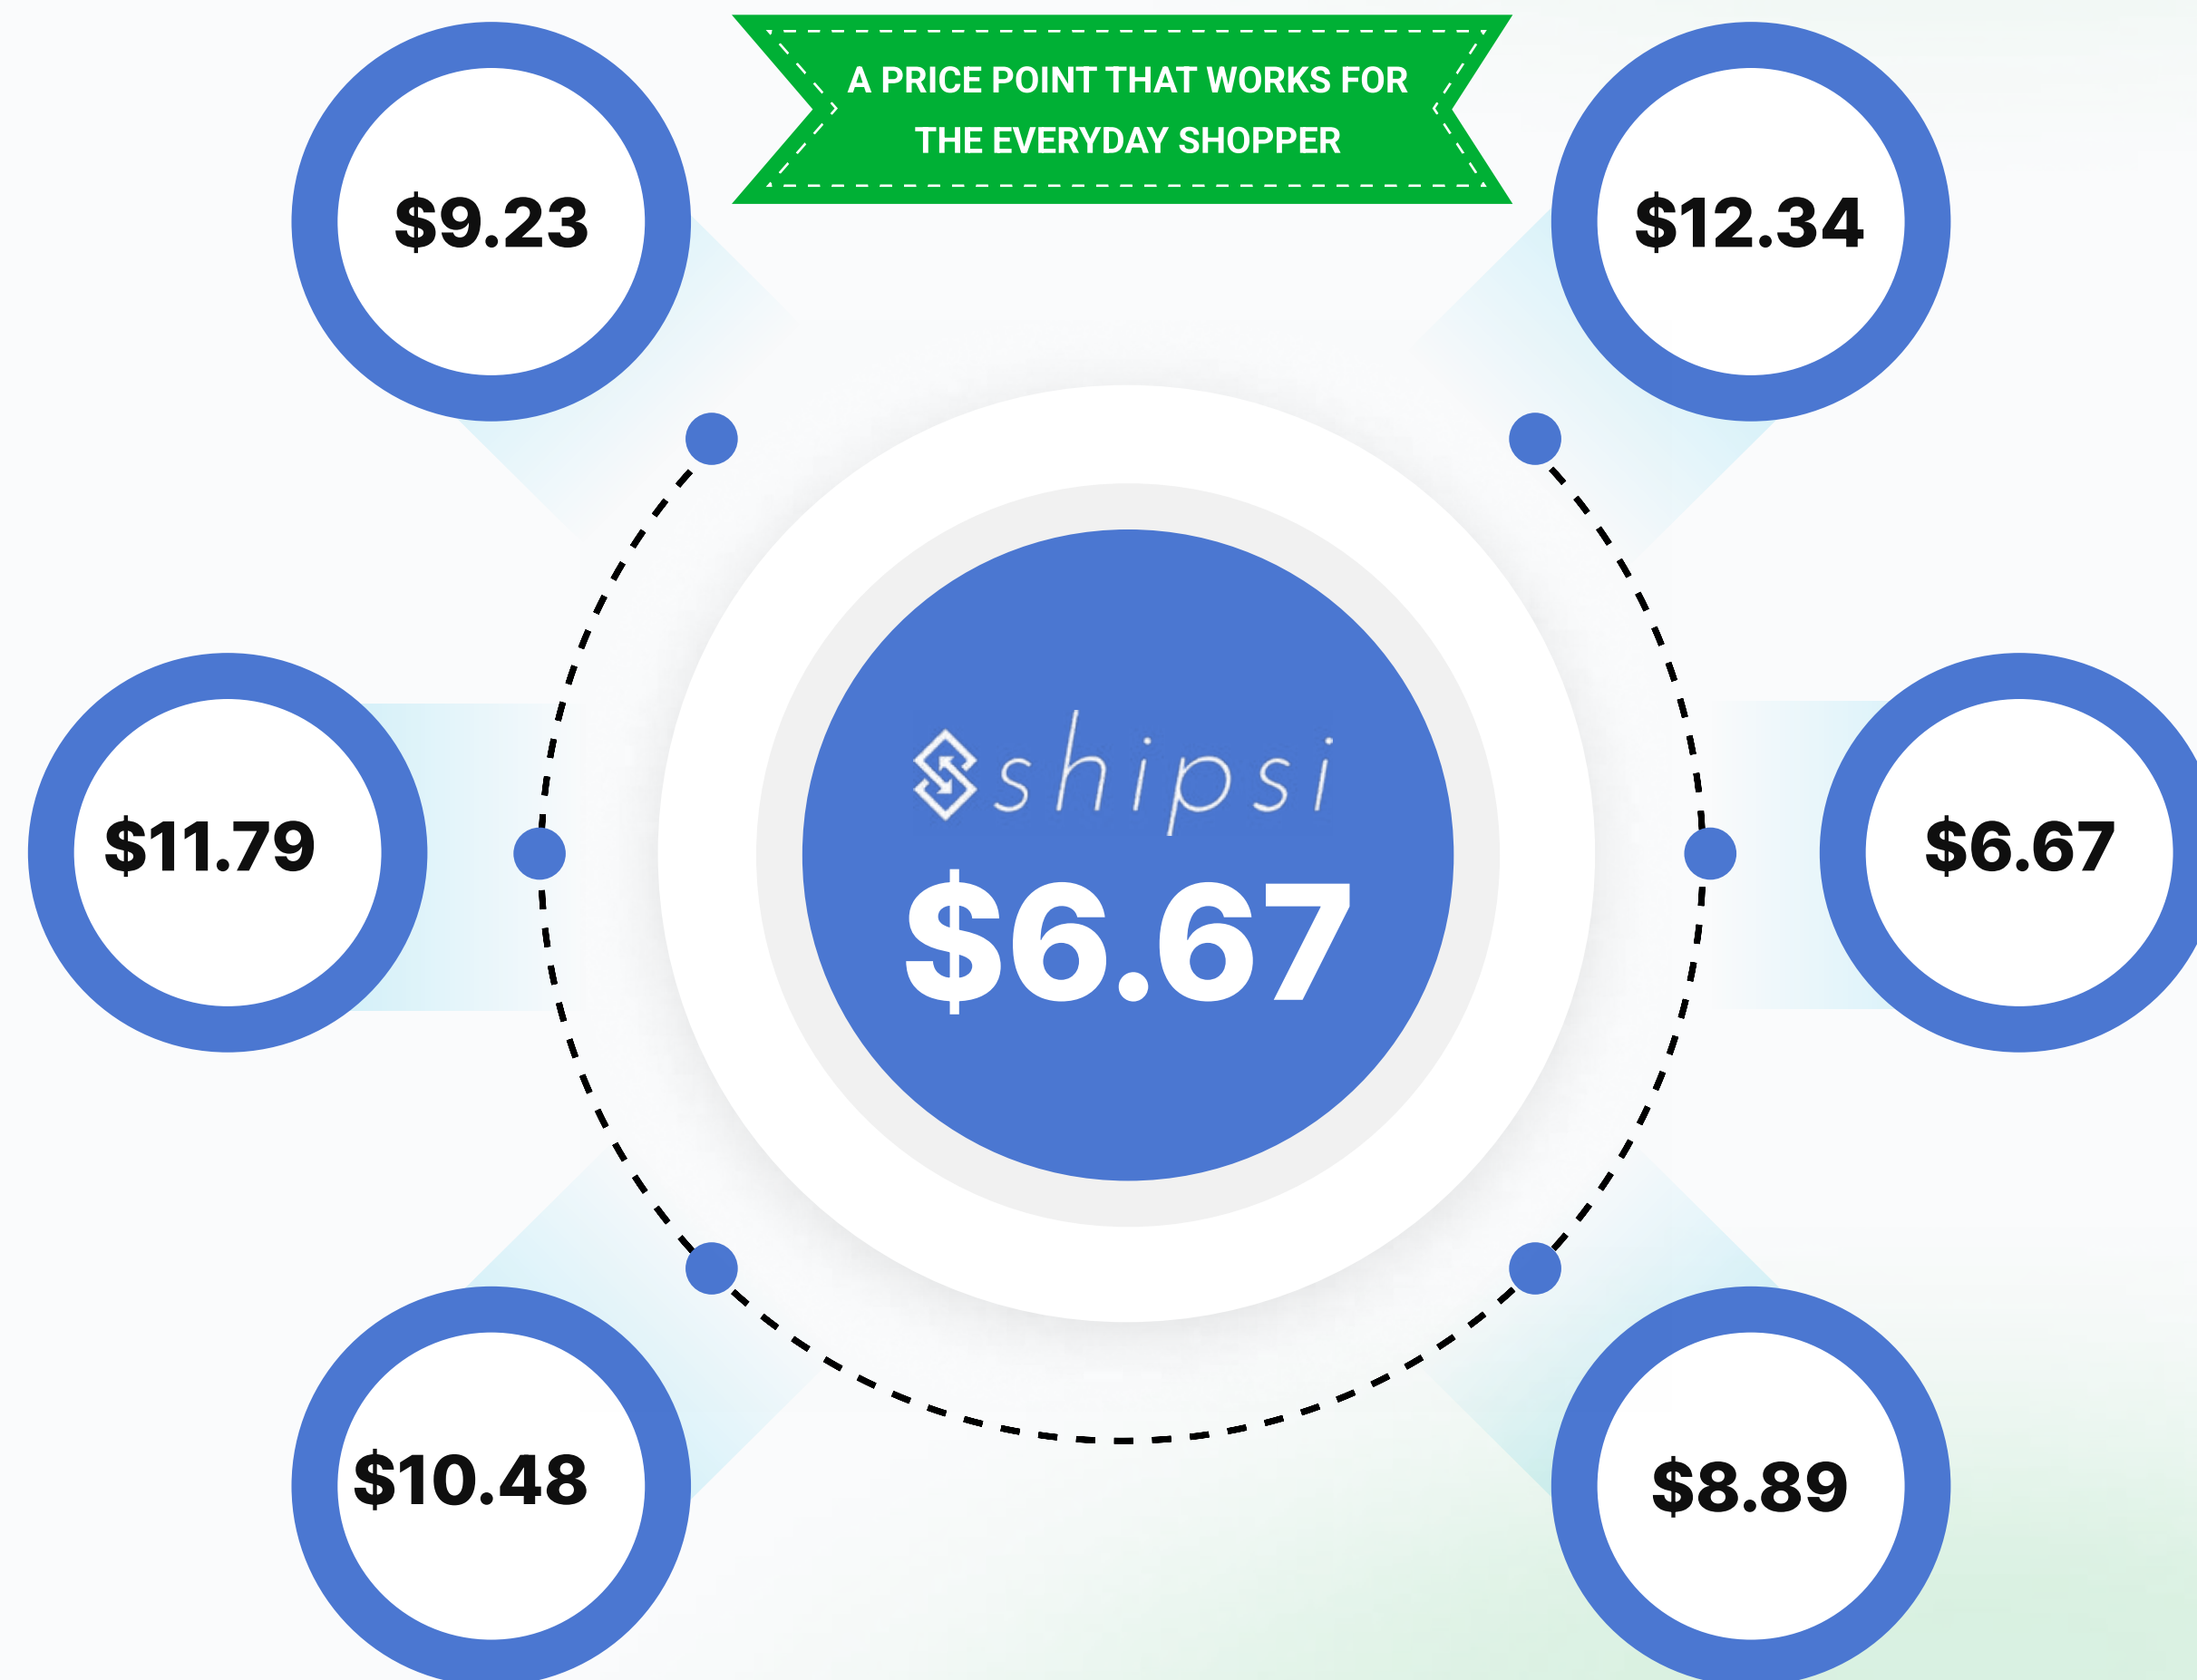 A PRICE POINT THAT WORKS FOR
THE EVERYDAY SHOPPER
$9.23
$12.34
shipsi
$6.67
$11.79
$6.67
$10.48
$8.89